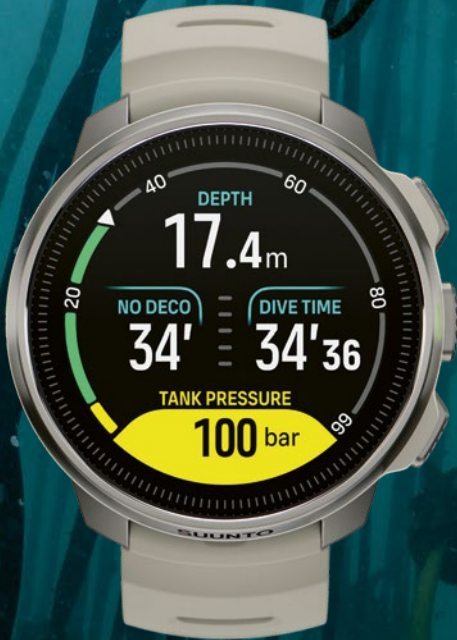 40 60
DEPTH
17.4m
20 80
NO DECO DIVE TIME
34' 34'36
TANK PRESSURE
99
100 bar
SUUNTO